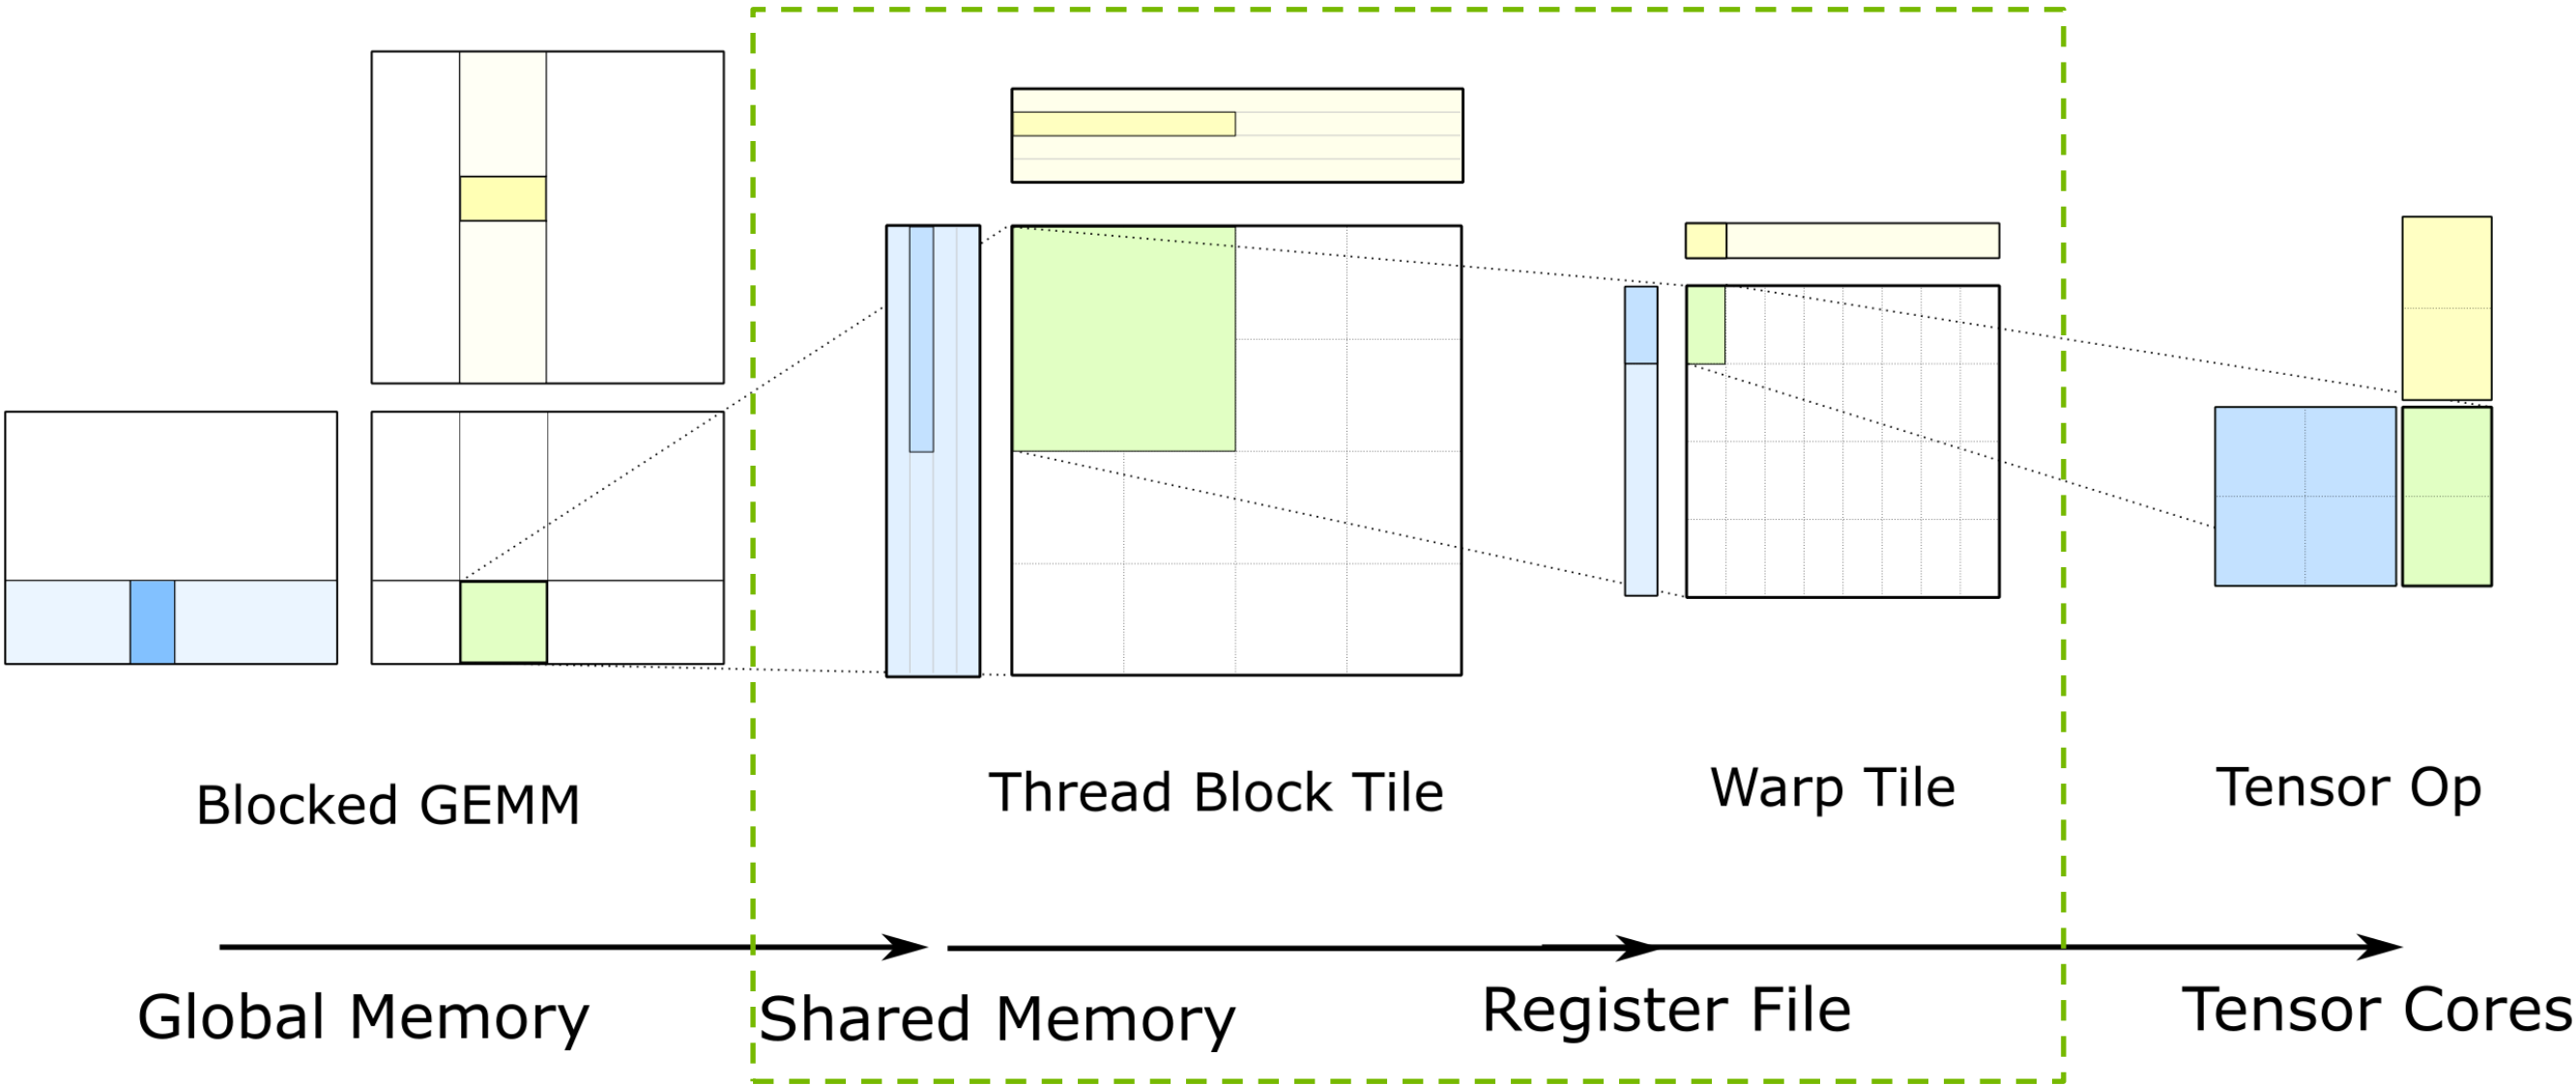 Blocked GEMM
Thread Block Tile
Warp Tile
Tensor Op
Global Memory
Shared Memory
Register File
Tensor Cores